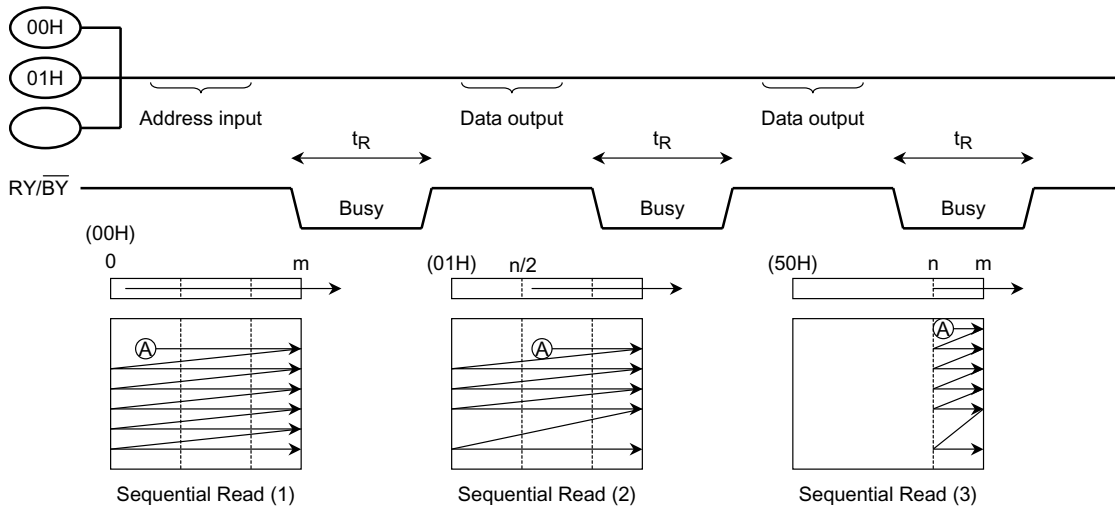 00H
01H
Address input
Data output
Data output
tR
tR
tR
RY/BY
Busy
Busy
Busy
(00H)
0 m
(01H) n/2
(50H) n m
A
A
A
Sequential Read (1)
Sequential Read (2)
Sequential Read (3)